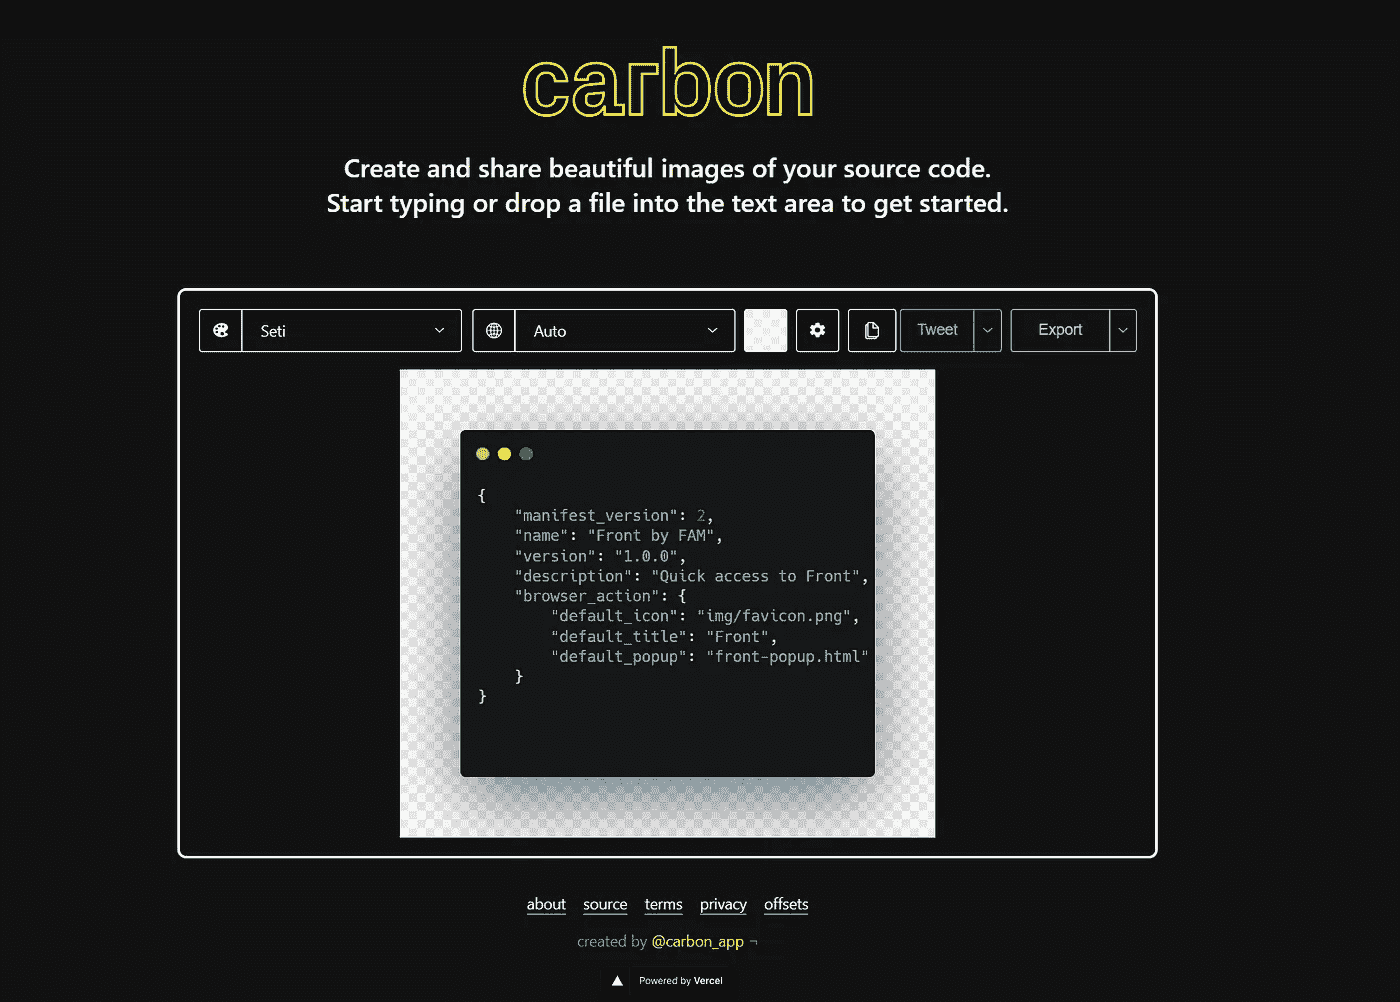 carbon
Create and share beautiful images of your source code.
Start typing or drop a file into the text area to get started.
Seti Auto Tweet Export
{
    "manifest_version": 2,
    "name": "Front by FAM",
    "version": "1.0.0",
    "description": "Quick access to Front",
    "browser_action": {
        "default_icon": "img/favicon.png",
        "default_title": "Front",
        "default_popup": "front-popup.html"
    }
}
about source terms privacy offsets
created by @carbon_app ¬
Powered by Vercel